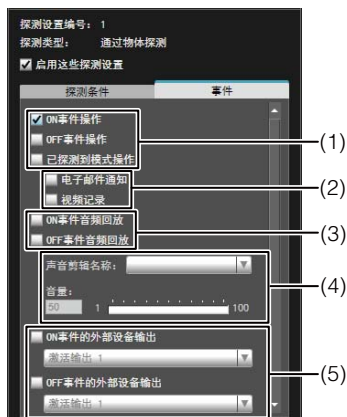 探测设置编号： 1
探测类型： 通过物体探测
启用这些探测设置
探测条件 事件
ON事件操作
OFF事件操作
已探测到模式操作
(1)
电子邮件通知
视频记录
(2)
ON事件音频回放
OFF事件音频回放
(3)
声音剪辑名称：
音量：
50 1 100
(4)
ON事件的外部设备输出
激活输出 1
OFF事件的外部设备输出
激活输出 1
(5)